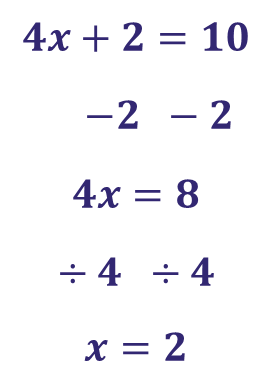 4x + 2 = 10
−2 − 2
4x = 8
÷ 4 ÷ 4
x = 2